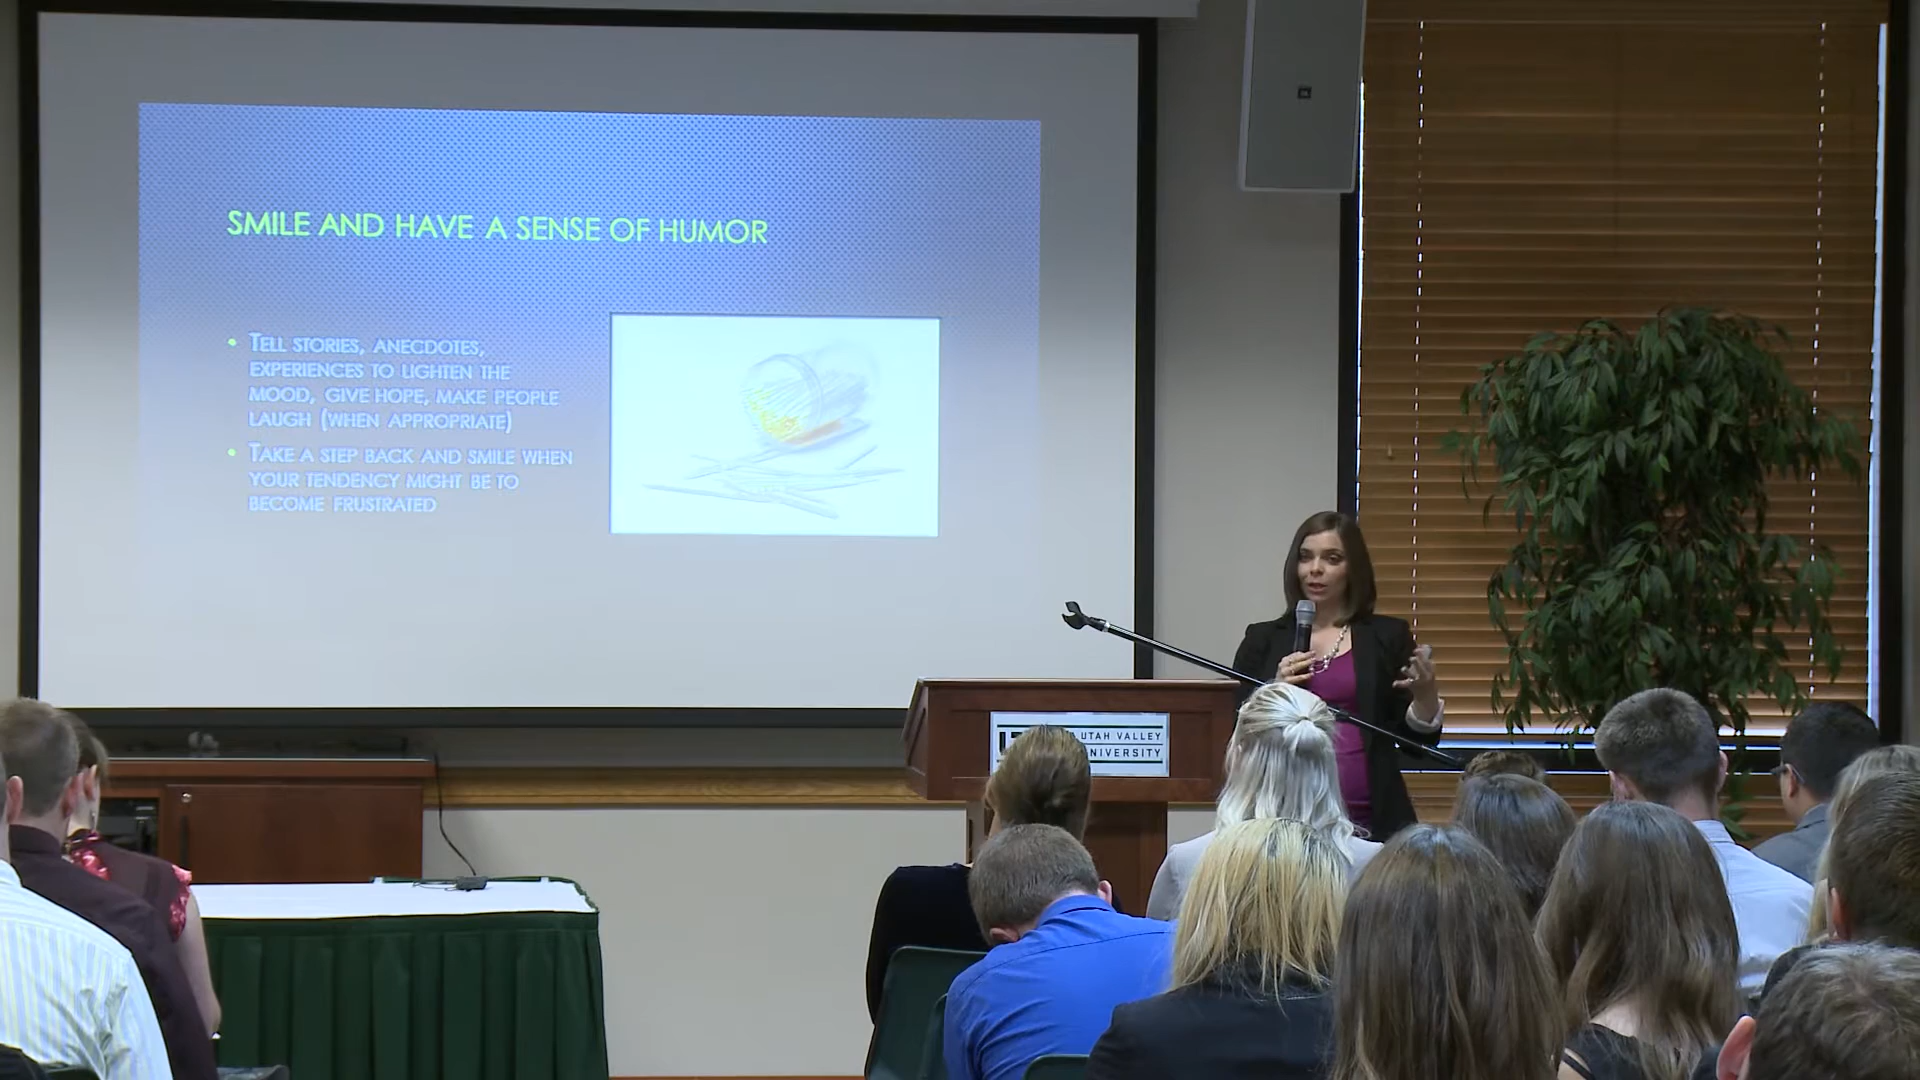 SMILE AND HAVE A SENSE OF HUMOR
• TELL STORIES, ANECDOTES,
EXPERIENCES TO LIGHTEN THE
MOOD, GIVE HOPE, MAKE PEOPLE
LAUGH (WHEN APPROPRIATE)
• TAKE A STEP BACK AND SMILE WHEN
YOUR TENDENCY MIGHT BE TO
BECOME FRUSTRATED
UTAH VALLEY
UNIVERSITY